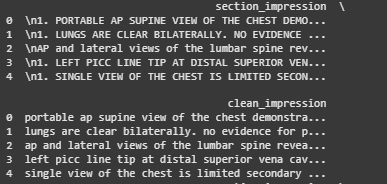 section_impression \
0 \n1. PORTABLE AP SUPINE VIEW OF THE CHEST DEMO...
1 \n1. LUNGS ARE CLEAR BILATERALLY. NO EVIDENCE ...
2 \nAP and lateral views of the lumbar spine rev...
3 \n1. LEFT PICC LINE TIP AT DISTAL SUPERIOR VEN...
4 \n1. SINGLE VIEW OF THE CHEST IS LIMITED SECON...
clean_impression
0 portable ap supine view of the chest demonstra...
1 lungs are clear bilaterally. no evidence for p...
2 ap and lateral views of the lumbar spine revea...
3 left picc line tip at distal superior vena cav...
4 single view of the chest is limited secondary ...